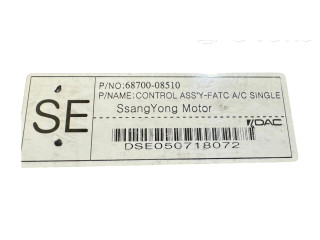 P/NO:68700-08510
P/NAME:CONTROL ASS'Y-FATC A/C SINGLE
SE
SsangYong Motor
DAC
DSE050718072